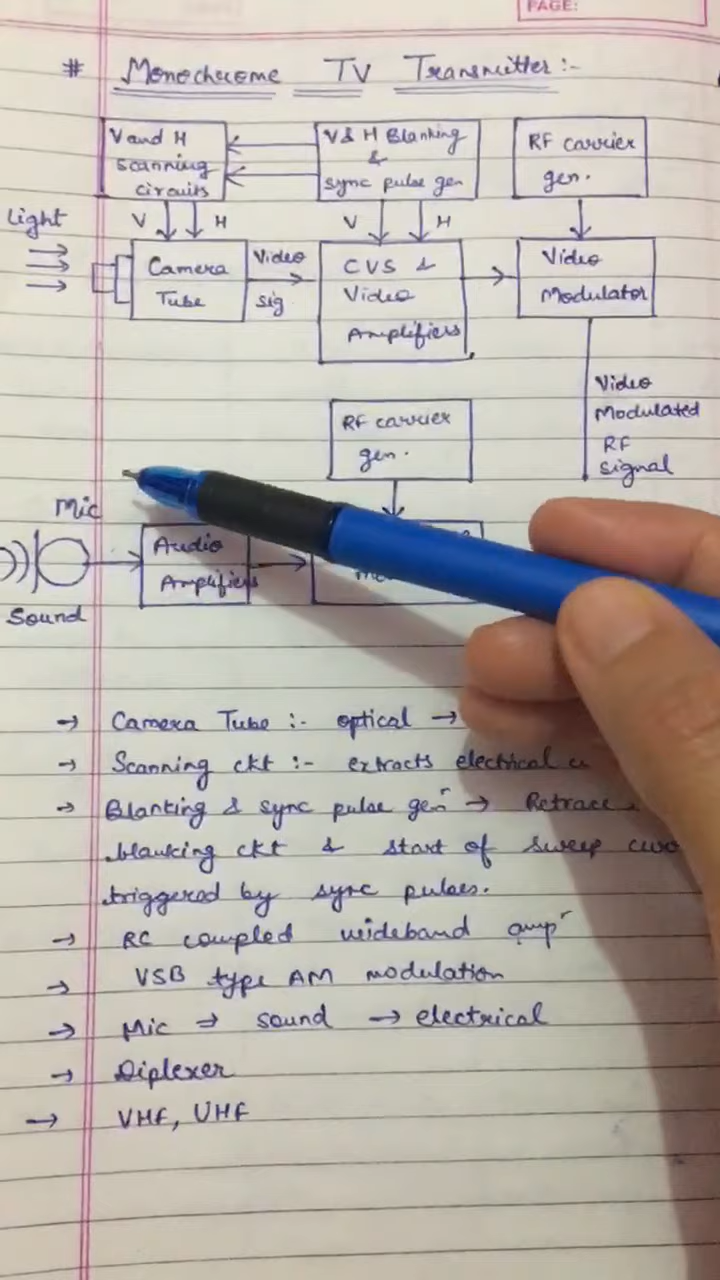 PAGE:
# Monochrome TV Transmitter :-
V and H scanning circuits
V & H Blanking & sync pulse gen
RF carrier gen.
Light
V H
V H
Camera Tube
Video sig
CVS & Video Amplifiers
Video Modulator
Video Modulated RF signal
RF carrier gen.
Mic
Audio Amplifiers
Sound
→ Camera Tube :- optical →
→ Scanning ckt :- extracts electrical
→ Blanking & sync pulse genʳ → Retrace
blanking ckt & start of sweep
triggered by sync pulses.
→ RC coupled wideband ampʳ
→ VSB type AM modulation
→ Mic → sound → electrical
→ Diplexer
→ VHF, UHF